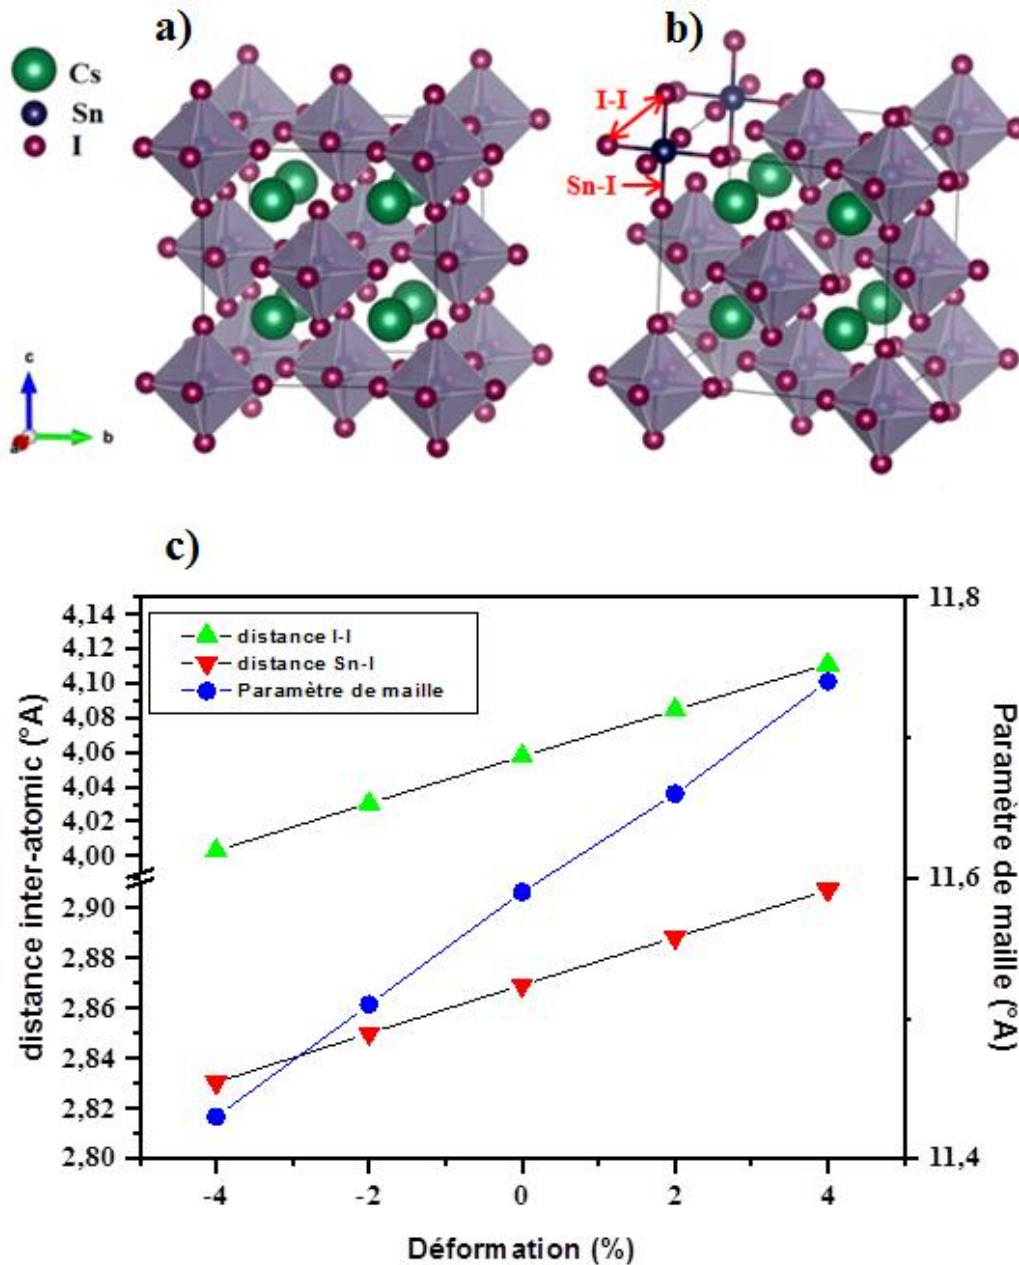 a)
b)
Cs
Sn
I
I-I
Sn-I
c
b
a
c)
distance I-I
distance Sn-I
Paramètre de maille
4,14
4,12
4,10
4,08
4,06
4,04
4,02
4,00
2,90
2,88
2,86
2,84
2,82
2,80
distance inter-atomic (°A)
11,8
11,6
11,4
Paramètre de maille (°A)
-4
-2
0
2
4
Déformation (%)